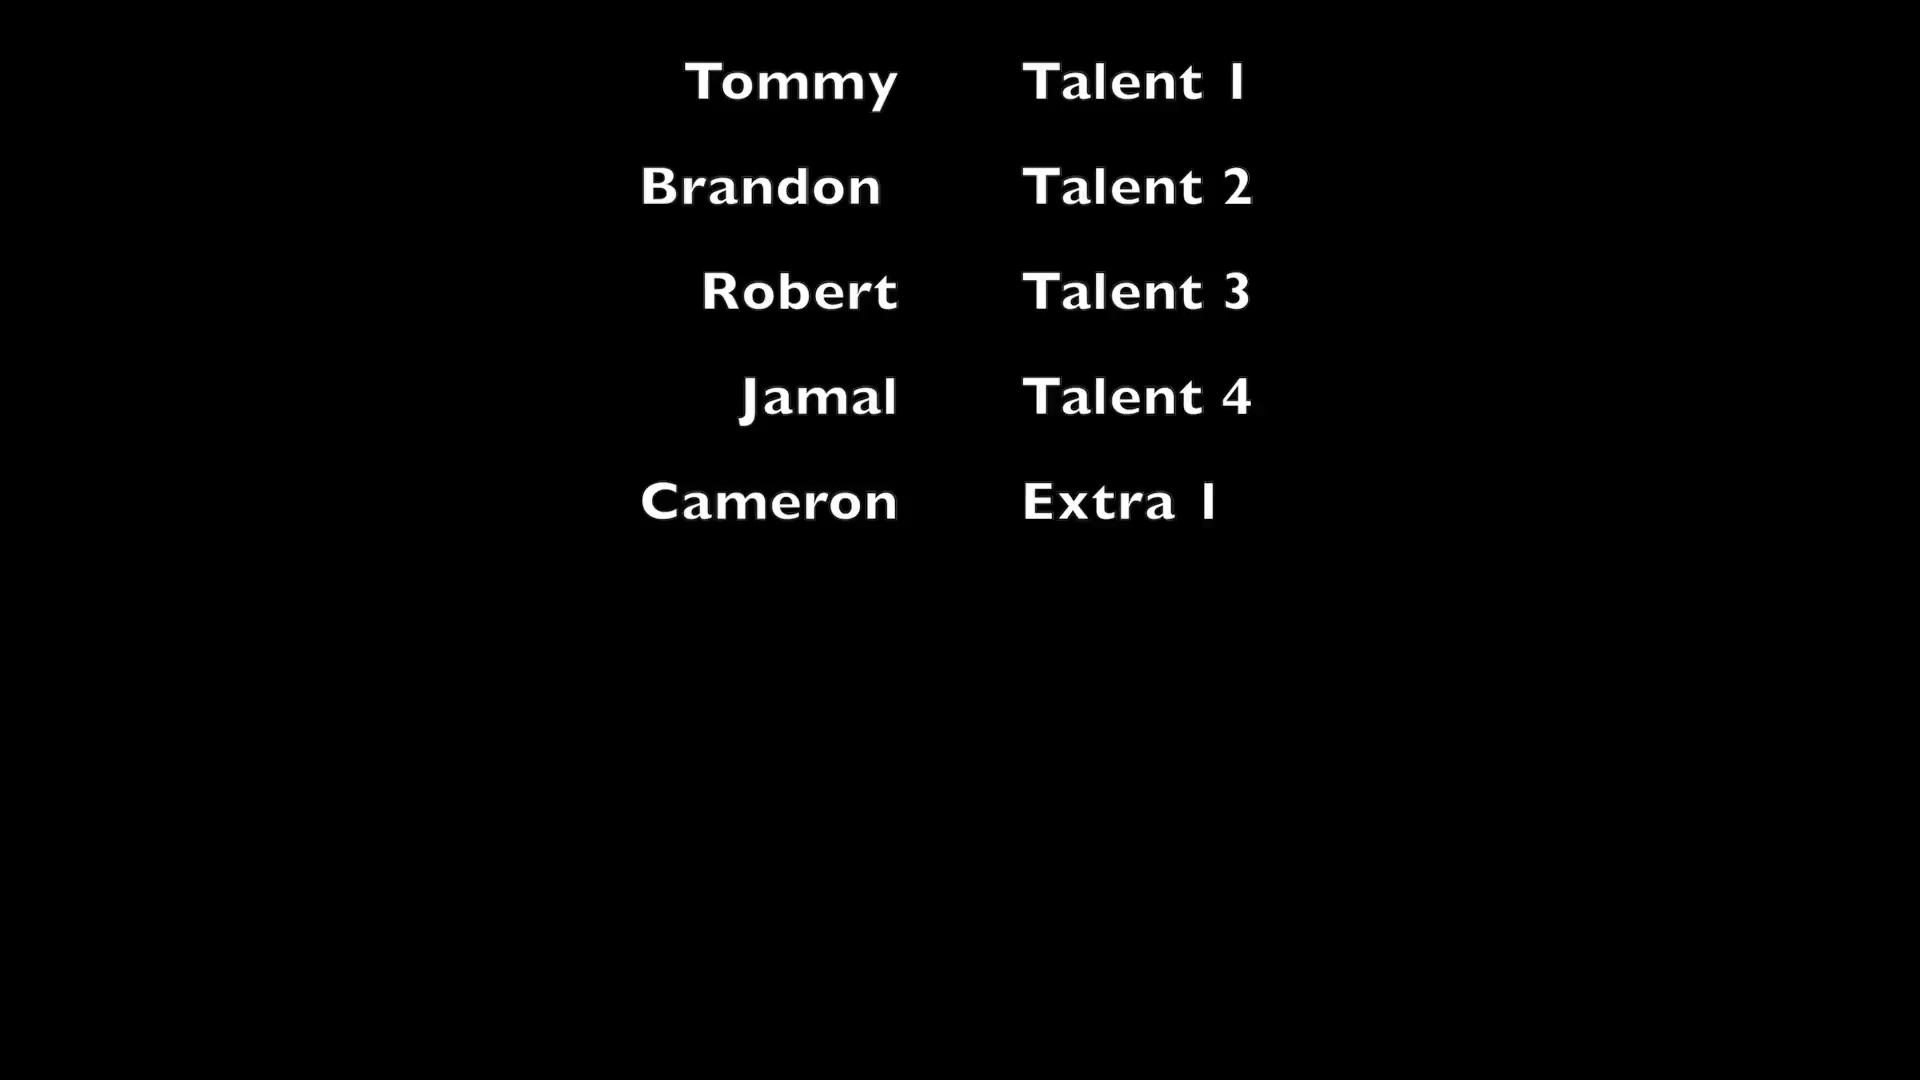 Tommy Talent 1
Brandon Talent 2
Robert Talent 3
Jamal Talent 4
Cameron Extra 1